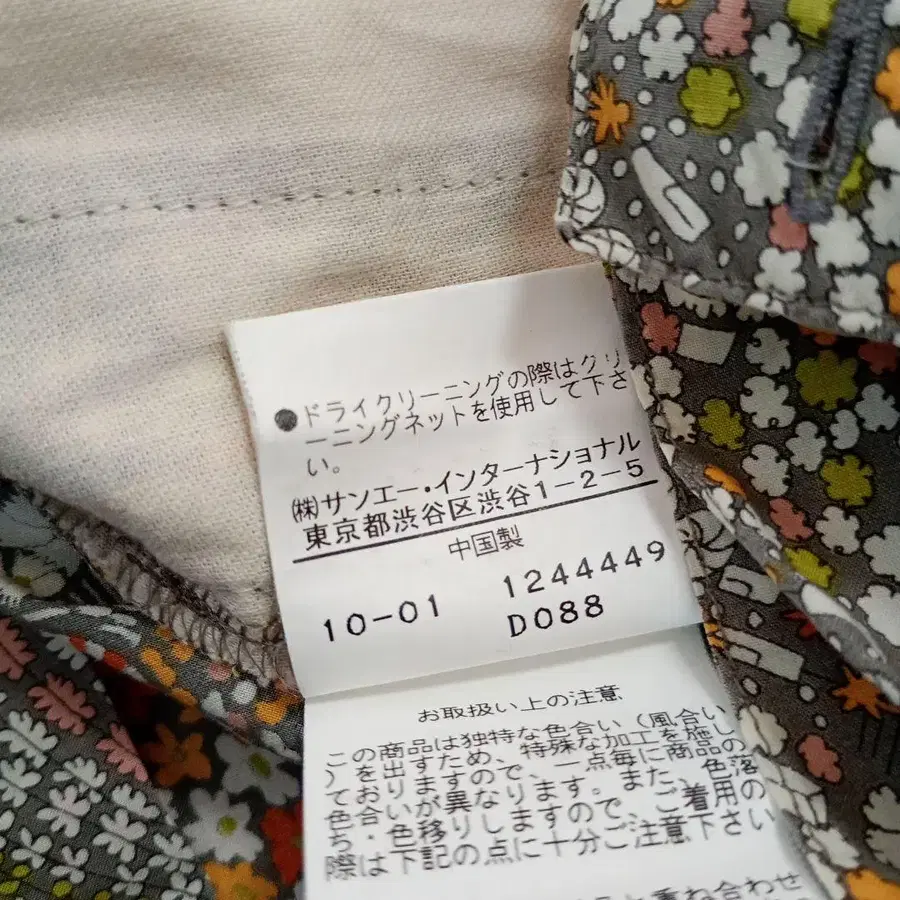 ●ドライクリーニングの際はクリ
ーニングネットを使用して下さ
い。
㈱サンエー・インターナショナル
東京都渋谷区渋谷1-2-5
中国製
10-01 1244449
D088
お取扱い上の注意
この商品は独特な色合い(風合い
)を出すため、特殊な加工を施し
ておりますので、一点毎に商品の
色合いが異なります。また、色落
ち・色移りしますので、ご着用の
際は下記の点に十分ご注意下さい
と重ね合わせ